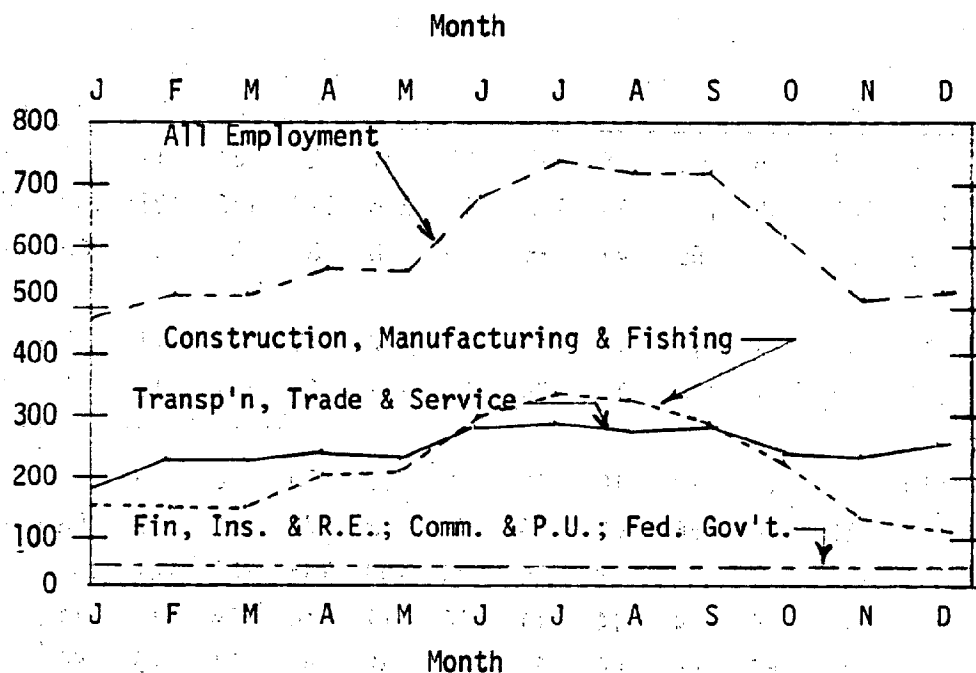 Month
J F M A M J J A S O N D
800
All Employment
700
600
500
Construction, Manufacturing & Fishing
400
Transp'n, Trade & Service
300
200
Fin, Ins. & R.E.; Comm. & P.U.; Fed. Gov't.
100
0
J F M A M J J A S O N D
Month